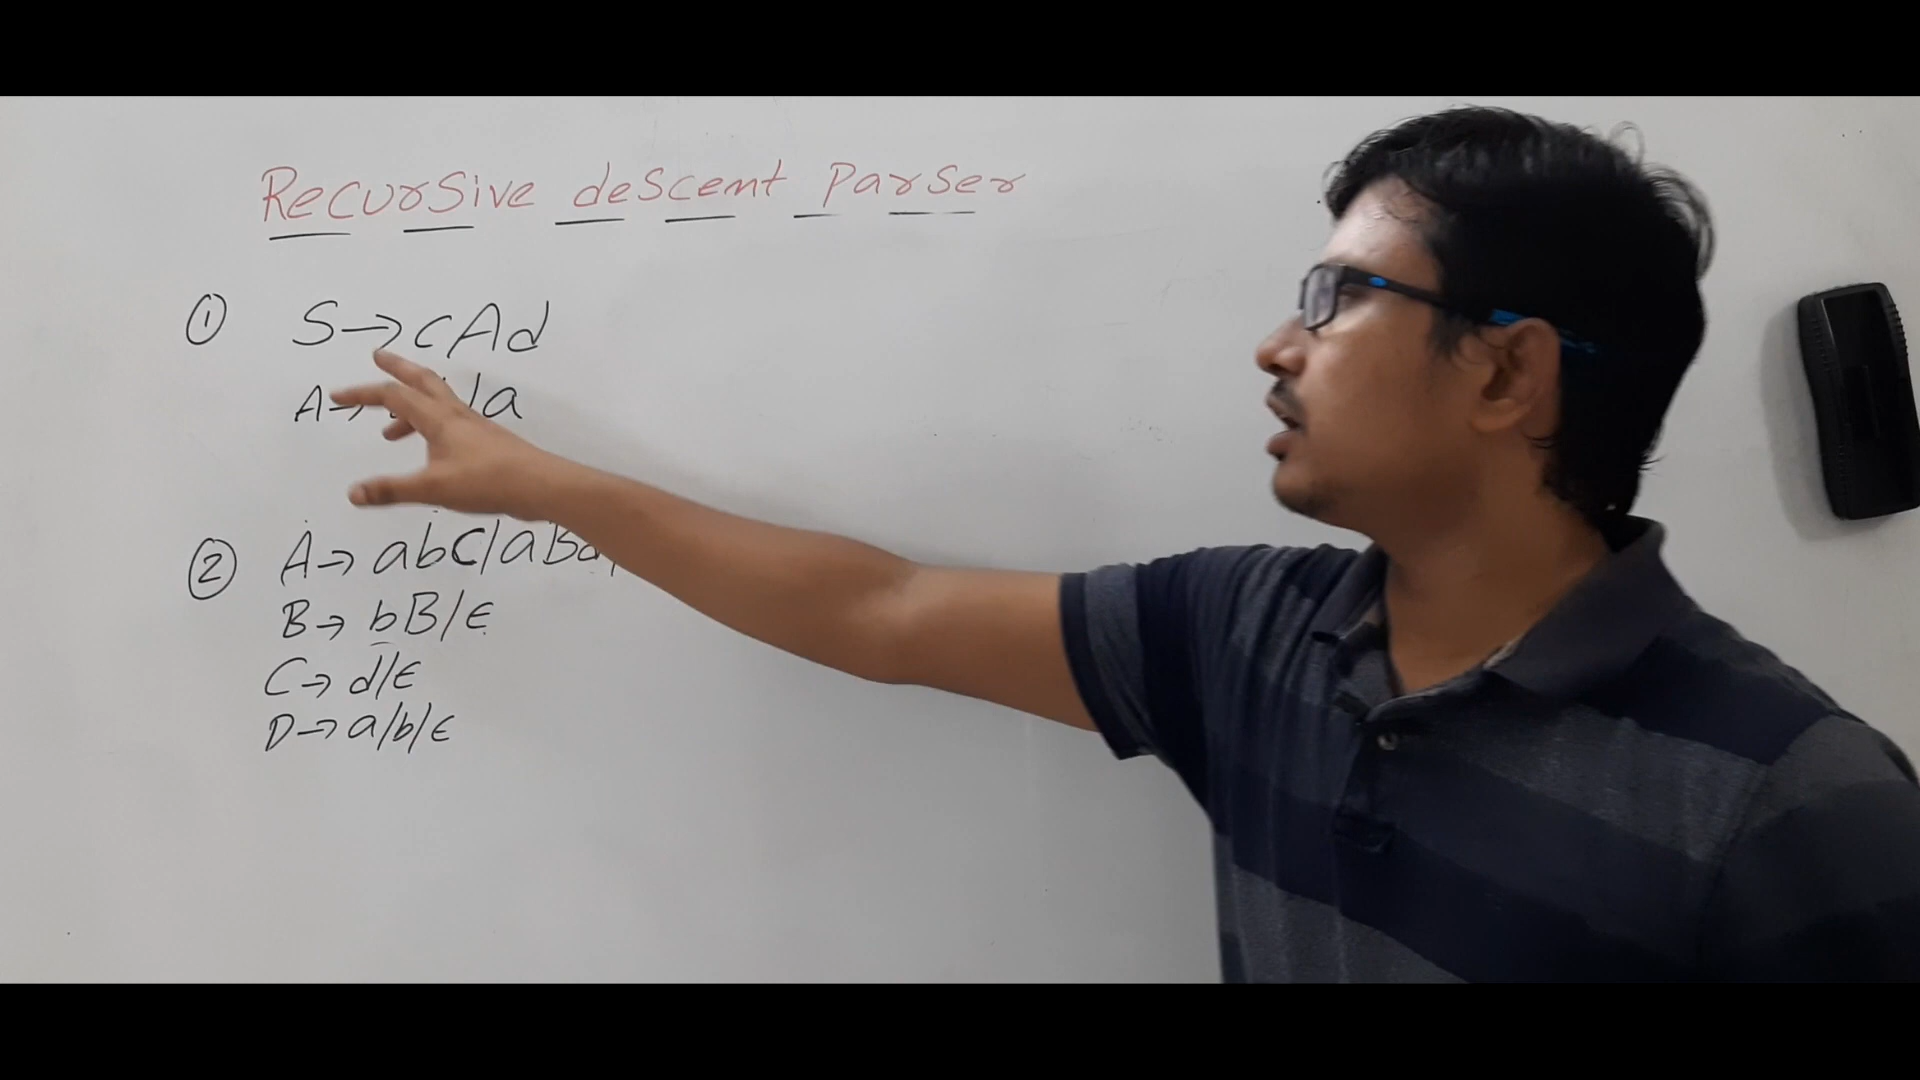 Recursive descent parser
① S→cAd
A→ /a
② A→abC/aBd/
B→bB/ε
C→d/ε
D→a/b/ε